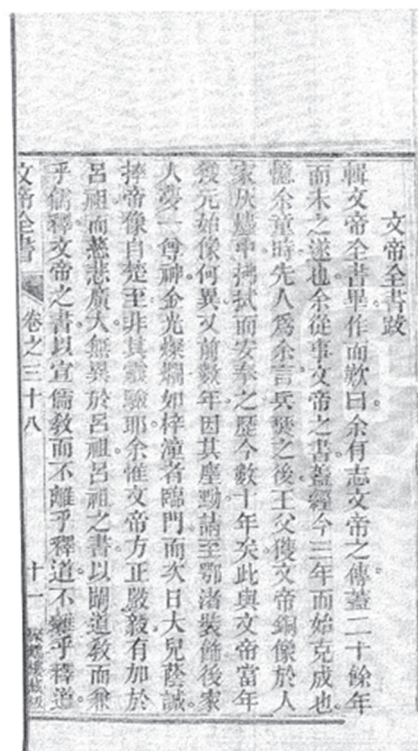 文帝全書跋
輯文帝全書畢作而歎曰余有志文帝之傳蓋二十餘年
而未之遂也余從事文帝之書蓋經今三年而始克成也
憶余童時先人爲余言兵燹之後王父獲文帝銅像於人
家灰燼中拂拭而安奉之歷今數十年矣此與文帝當年
獲元始像何異又前數年因其塵黝請至鄂渚裝飾後家
人夢一尊神金光燦爛如梓潼者臨門而次日大兒蔭誠
捧帝像自楚至非其靈驗耶余惟文帝方正嚴毅有加於
呂祖而慈悲廣大無異於呂祖呂祖之書以闡道敎而兼
乎儒釋文帝之書以宣儒敎而不離乎釋道不離乎釋道
文帝全書 卷之三十八 十一